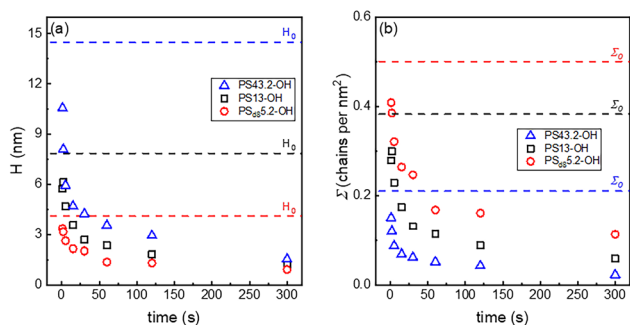 (a)
H₀
PS43.2-OH
PS13-OH
PSd85.2-OH
H₀
H₀
H (nm)
15
12
9
6
3
0
0 50 100 150 200 250 300
time (s)
(b)
Σ₀
Σ₀
PS43.2-OH
PS13-OH
PSd85.2-OH
Σ₀
Σ (chains per nm²)
0.6
0.4
0.2
0.0
0 50 100 150 200 250 300
time (s)